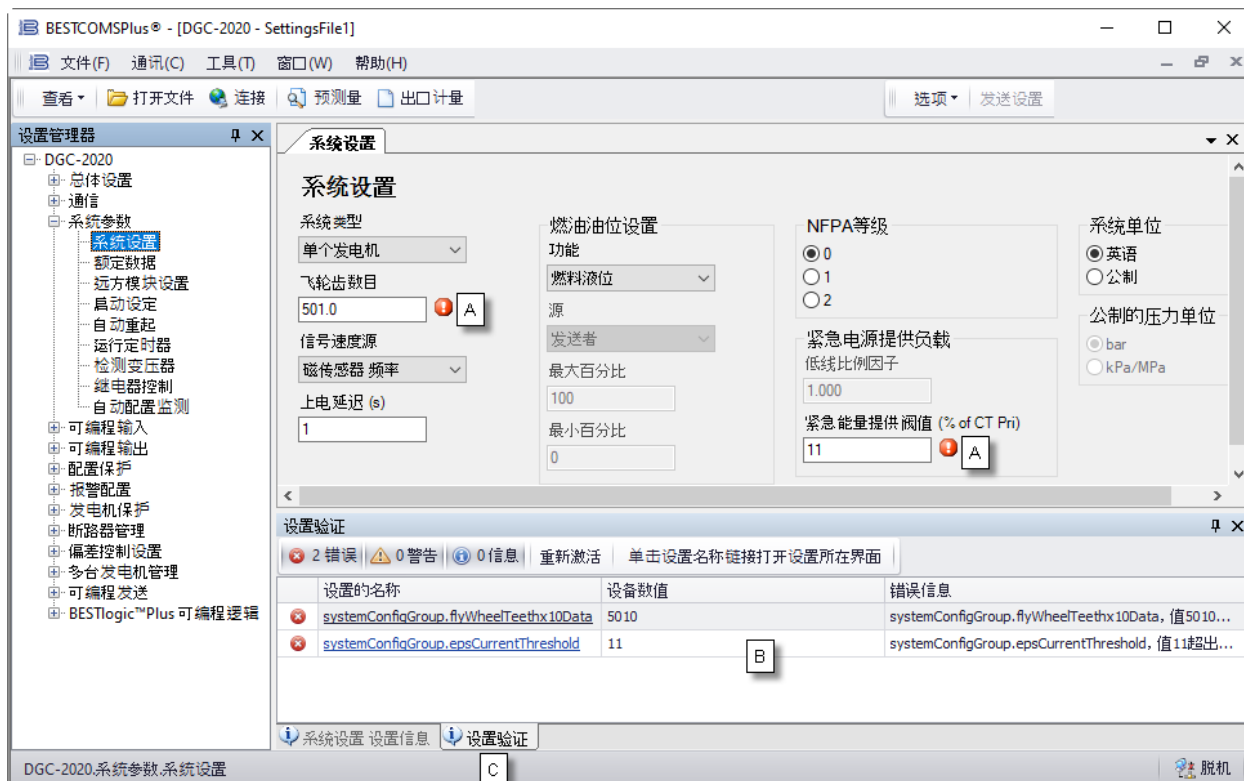 BESTCOMSPlus® - [DGC-2020 - SettingsFile1]
文件(F) 通讯(C) 工具(T) 窗口(W) 帮助(H)
查看 打开文件 连接 预测量 出口计量 选项 发送设置
设置管理器
DGC-2020
总体设置
通信
系统参数
系统设置
额定数据
远方模块设置
启动设定
自动重起
运行定时器
检测变压器
继电器控制
自动配置监测
可编程输入
可编程输出
配置保护
报警配置
发电机保护
断路器管理
偏差控制设置
多台发电机管理
可编程发送
BESTlogic™Plus 可编程逻辑
系统设置
系统设置
系统类型
单个发电机
飞轮齿数目
501.0
A
信号速度源
磁传感器 频率
上电延迟 (s)
1
燃油油位设置
功能
燃料液位
源
发送者
最大百分比
100
最小百分比
0
NFPA等级
0
1
2
紧急电源提供负载
低线比例因子
1.000
紧急能量提供 阀值 (% of CT Pri)
11
A
系统单位
英语
公制
公制的压力单位
bar
kPa/MPa
设置验证
2 错误 0 警告 0 信息 重新激活 单击设置名称链接打开设置所在界面
设置的名称 设备数值 错误信息
systemConfigGroup.flyWheelTeethx10Data 5010 systemConfigGroup.flyWheelTeethx10Data, 值5010...
systemConfigGroup.epsCurrentThreshold 11 systemConfigGroup.epsCurrentThreshold, 值11超出...
B
系统设置 设置信息 设置验证
DGC-2020.系统参数.系统设置 C 脱机